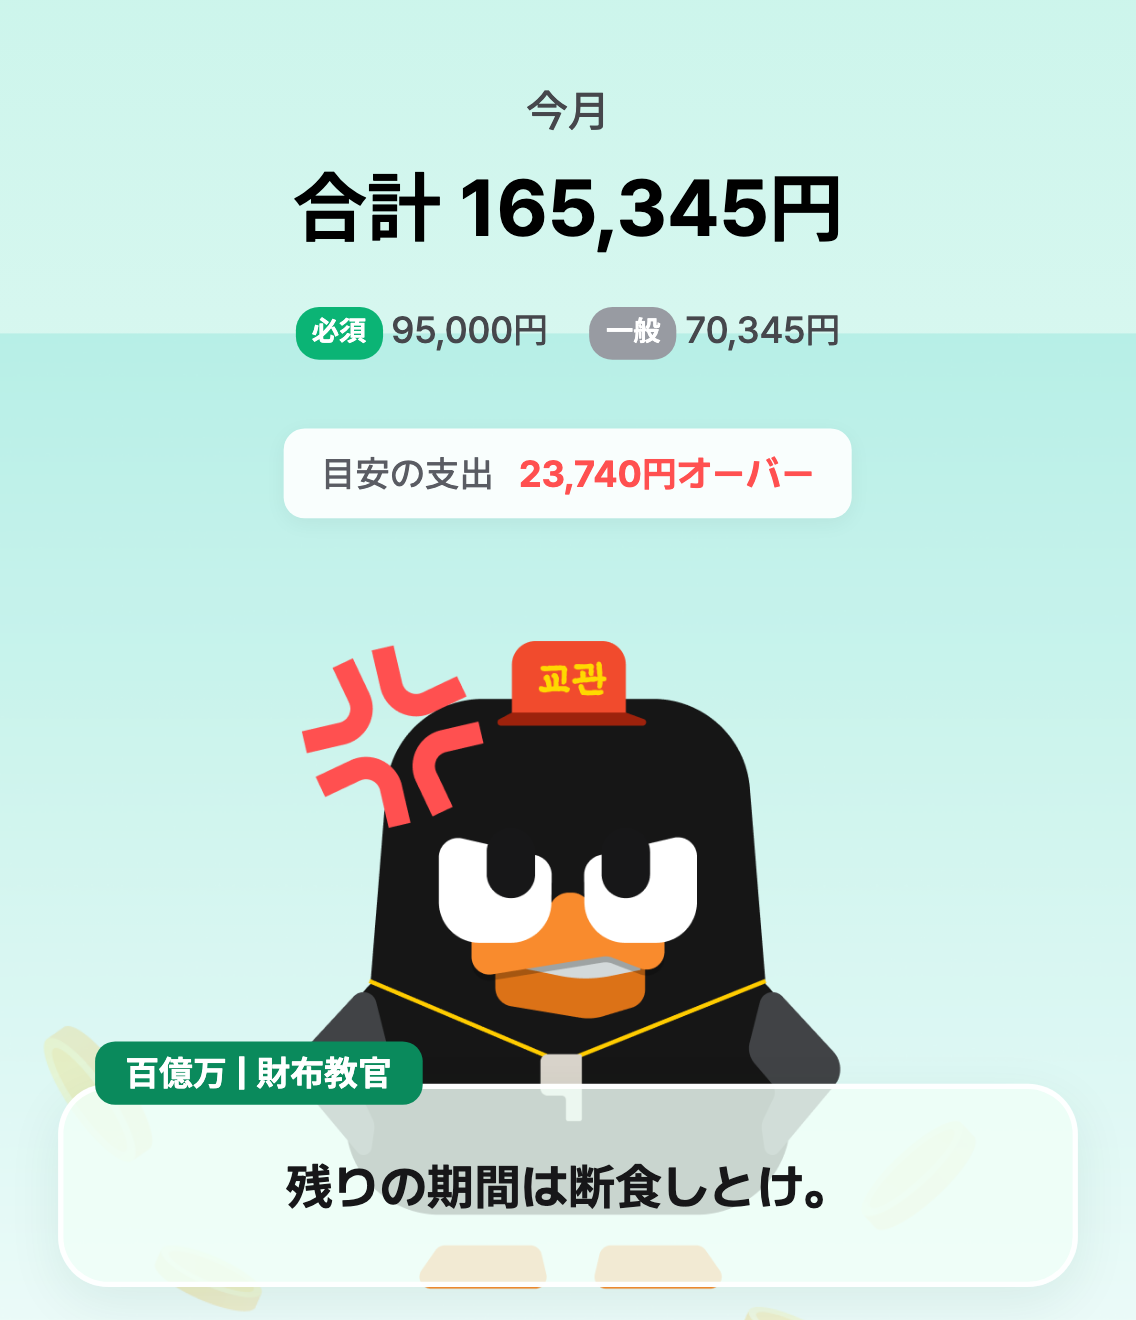 今月
合計 165,345円
必須 95,000円 一般 70,345円
目安の支出 23,740円オーバー
교관
百億万 | 財布教官
残りの期間は断食しとけ。